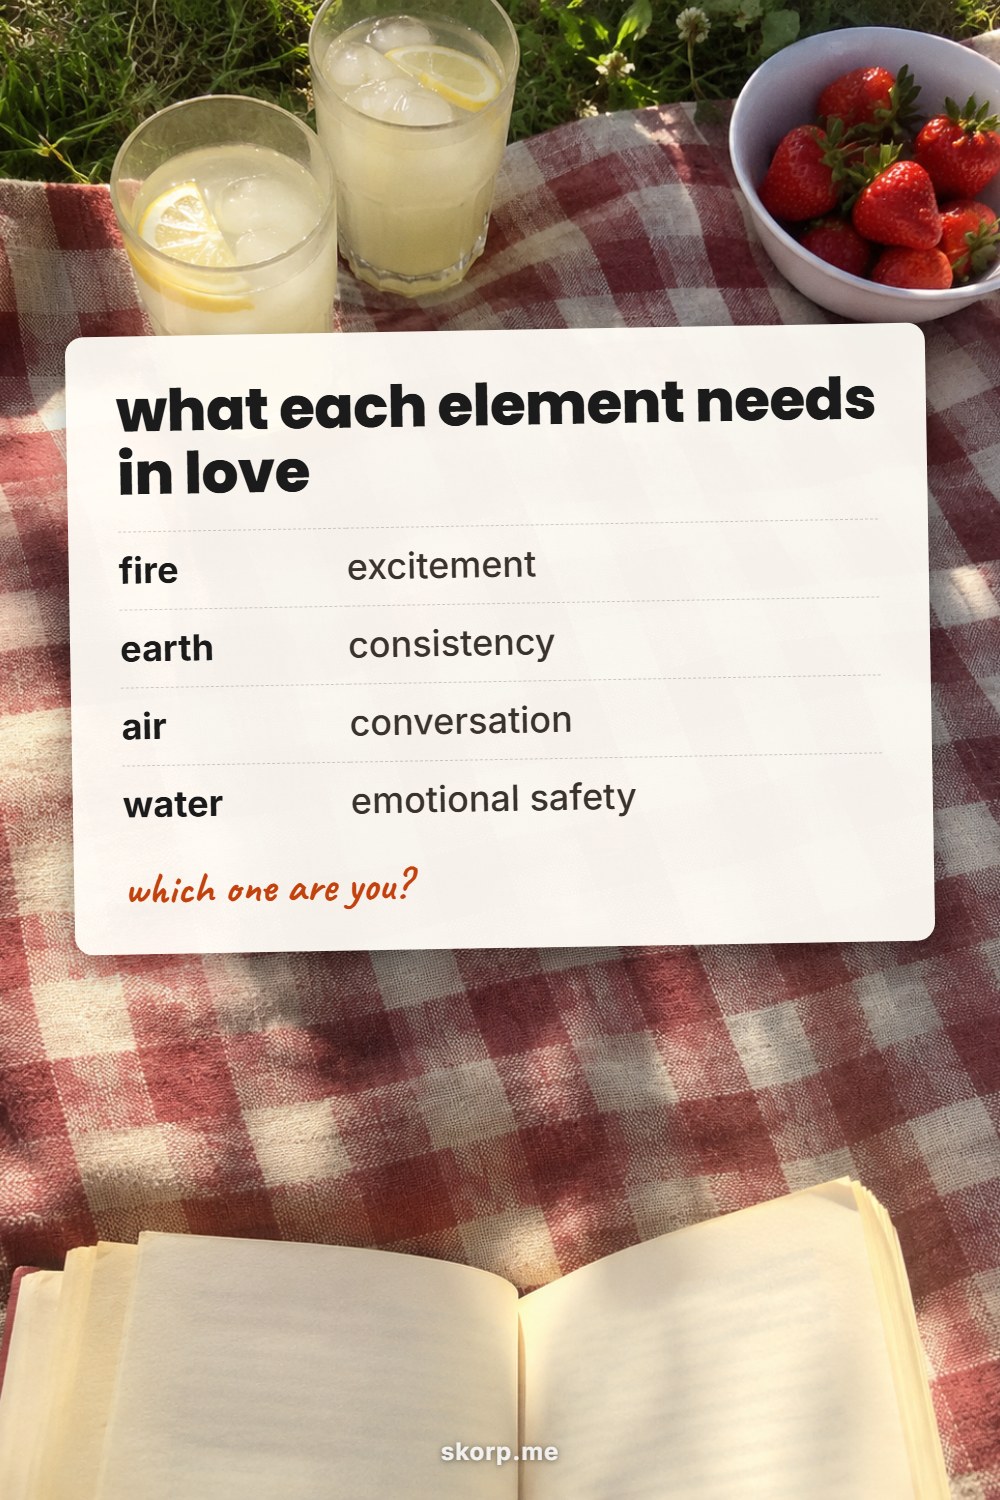 what each element needs
in love
fire excitement
earth consistency
air conversation
water emotional safety
which one are you?
skorp.me